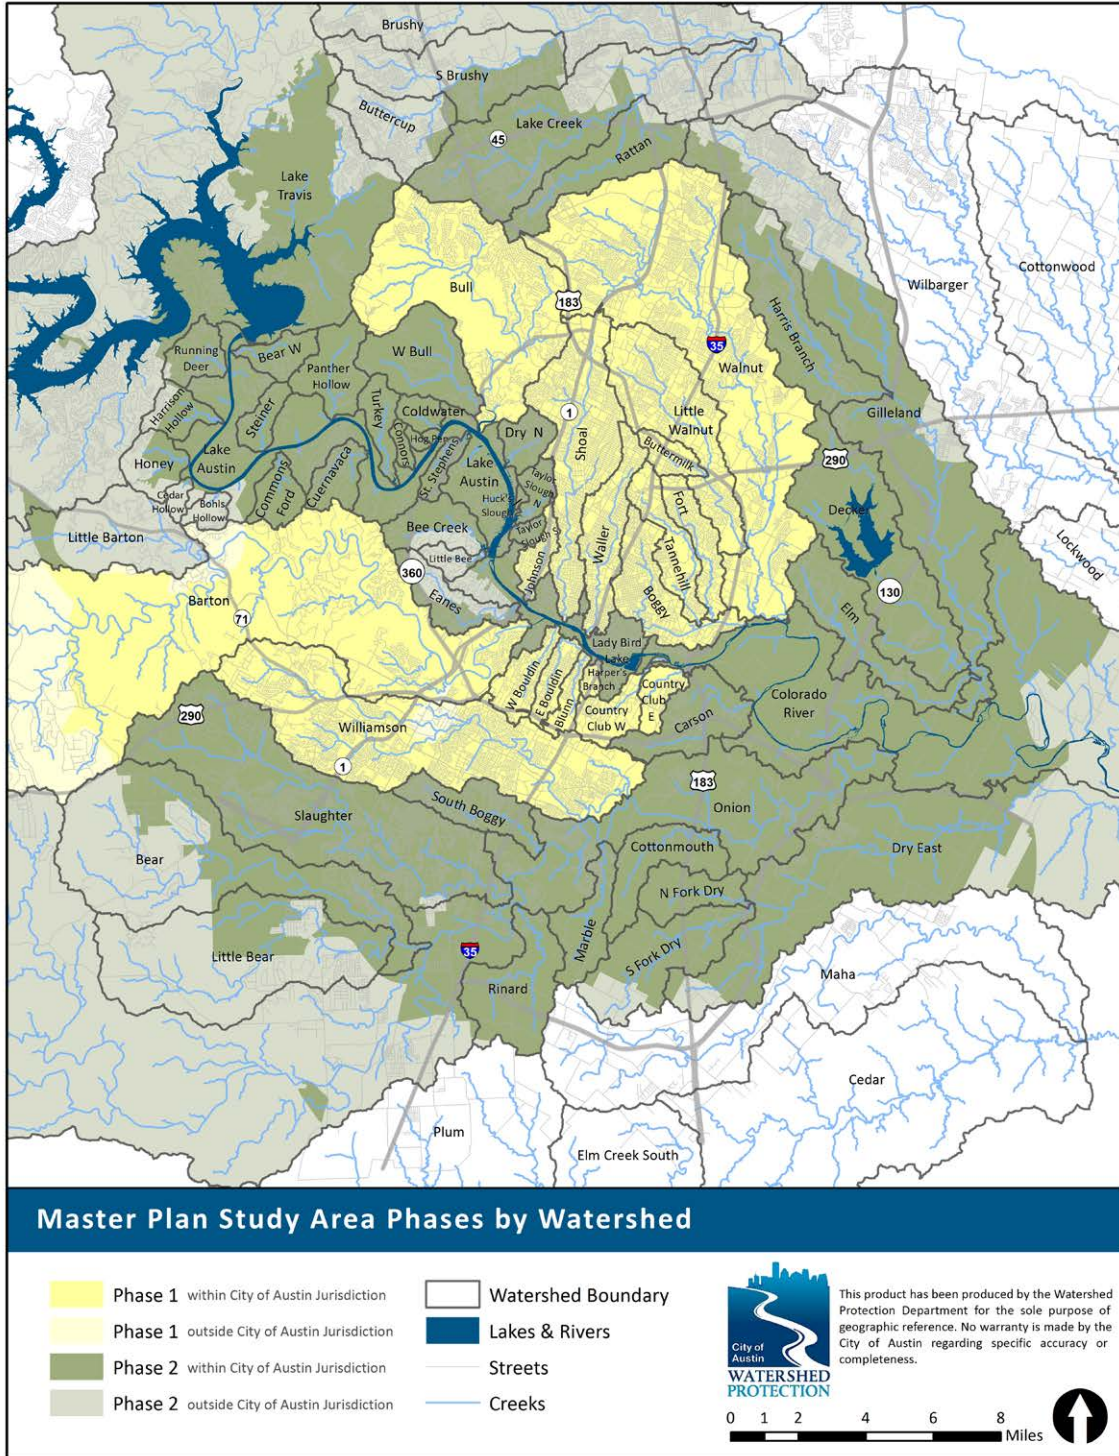 Brushy
S Brushy
Buttercup
Lake Creek
45
Rattan
Lake
Travis
Cottonwood
Wilbarger
Bull
183
Harris Branch
35
Walnut
Running
Deer
Bear W
W Bull
Panther
Hollow
Harrison
Hollow
Steiner
Turkey
Coldwater
Connors
Hog Pen
1
Little
Walnut
Gilleland
Dry N
Shoal
Buttermilk
290
Lake
Austin
Honey
Commons
Ford
Cuernavaca
St. Stephens
Lake
Austin
Taylor
Slough
N
Huck's
Slough
Cedar
Hollow
Bohls
Hollow
Fort
Decker
Little Barton
Bee Creek
Taylor
Slough S
Waller
Tannehill
Lockwood
Little Bee
360
Johnson
Eanes
Boggy
130
Elm
Barton
71
Lady Bird
Lake
Harper's
Branch
W Bouldin
E Bouldin
Blunn
Country
Club
E
Country
Club W
Colorado
River
Carson
290
Williamson
1
183
South Boggy
Onion
Slaughter
Cottonmouth
Dry East
Bear
N Fork Dry
Marble
S Fork Dry
Little Bear
35
Rinard
Maha
Cedar
Plum
Elm Creek South
Master Plan Study Area Phases by Watershed
Phase 1 within City of Austin Jurisdiction
Phase 1 outside City of Austin Jurisdiction
Phase 2 within City of Austin Jurisdiction
Phase 2 outside City of Austin Jurisdiction
Watershed Boundary
Lakes & Rivers
Streets
Creeks
City of
Austin
WATERSHED
PROTECTION
This product has been produced by the Watershed
Protection Department for the sole purpose of
geographic reference. No warranty is made by the
City of Austin regarding specific accuracy or
completeness.
0 1 2 4 6 8
Miles